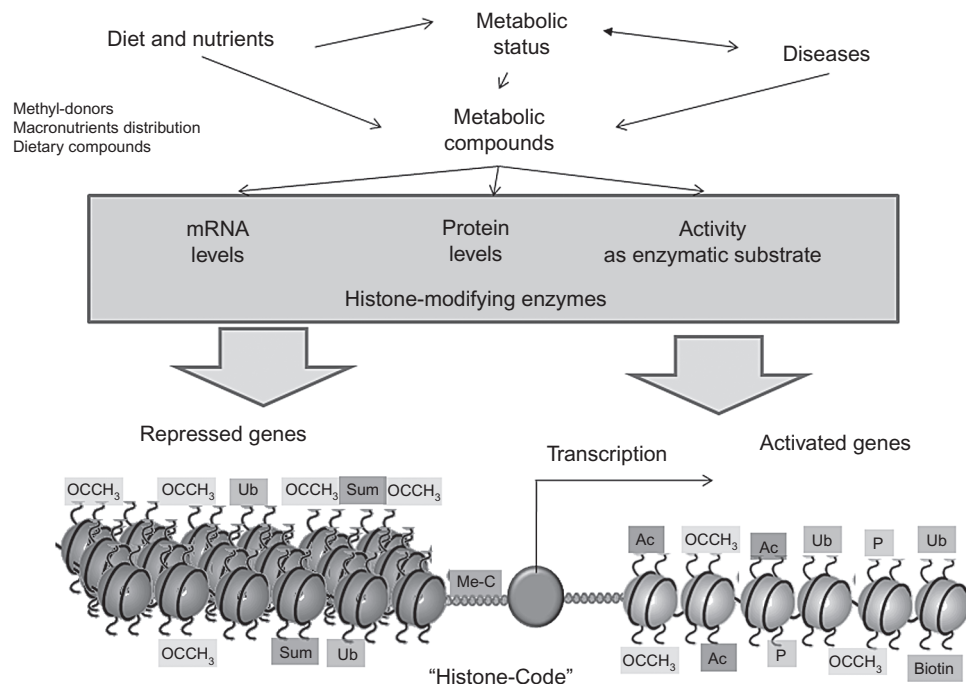 Diet and nutrients
Metabolic
status
Diseases
Methyl-donors
Macronutrients distribution
Dietary compounds
Metabolic
compounds
mRNA
levels
Protein
levels
Activity
as enzymatic substrate
Histone-modifying enzymes
Repressed genes
Transcription
Activated genes
OCCH₃ OCCH₃ Ub OCCH₃ Sum OCCH₃
Ac OCCH₃ Ac Ub P Ub
Me-C
OCCH₃ Sum Ub
OCCH₃ Ac P OCCH₃ Biotin
"Histone-Code"